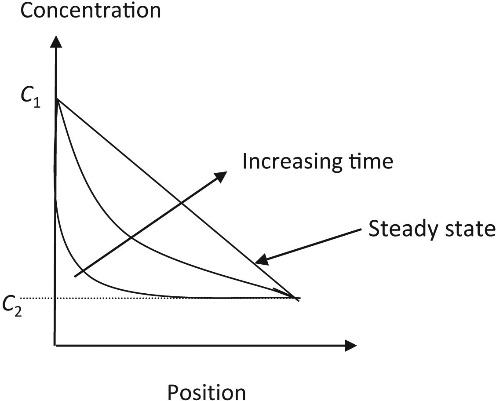 Concentration
C₁
Increasing time
Steady state
C₂
Position